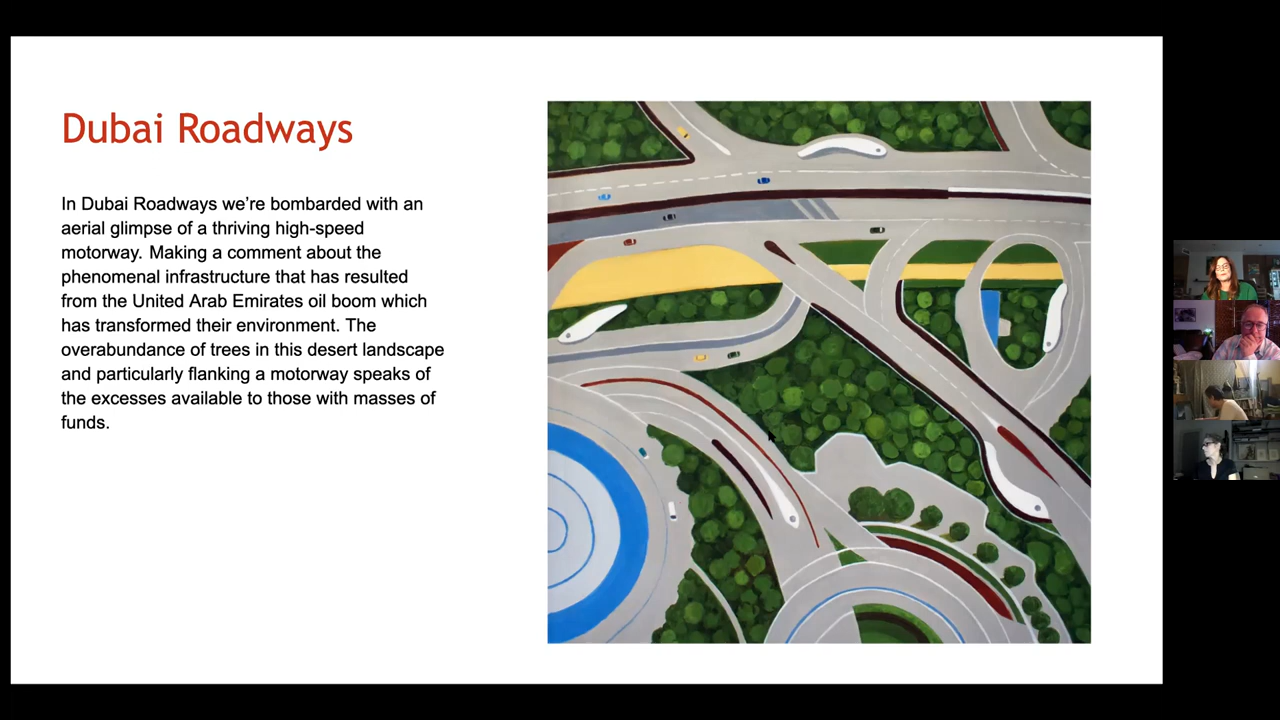 Dubai Roadways
In Dubai Roadways we’re bombarded with an
aerial glimpse of a thriving high-speed
motorway. Making a comment about the
phenomenal infrastructure that has resulted
from the United Arab Emirates oil boom which
has transformed their environment. The
overabundance of trees in this desert landscape
and particularly flanking a motorway speaks of
the excesses available to those with masses of
funds.